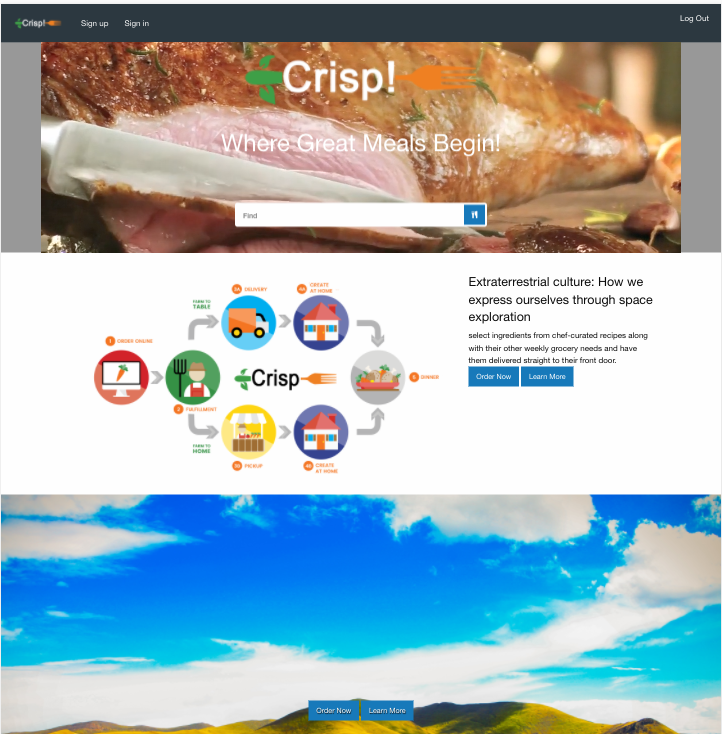 Crisp! Sign up Sign in Log Out
Crisp!
Where Great Meals Begin!
Find
2A DELIVERY
4A CREATE
AT HOME
FARM TO
TABLE
1 ORDER ONLINE
Crisp
5 DINNER
2 FULFILLMENT
FARM TO
HOME
3B PICKUP
CREATE
AT HOME
Extraterrestrial culture: How we
express ourselves through space
exploration
select ingredients from chef-curated recipes along
with their other weekly grocery needs and have
them delivered straight to their front door.
Order Now Learn More
Order Now Learn More